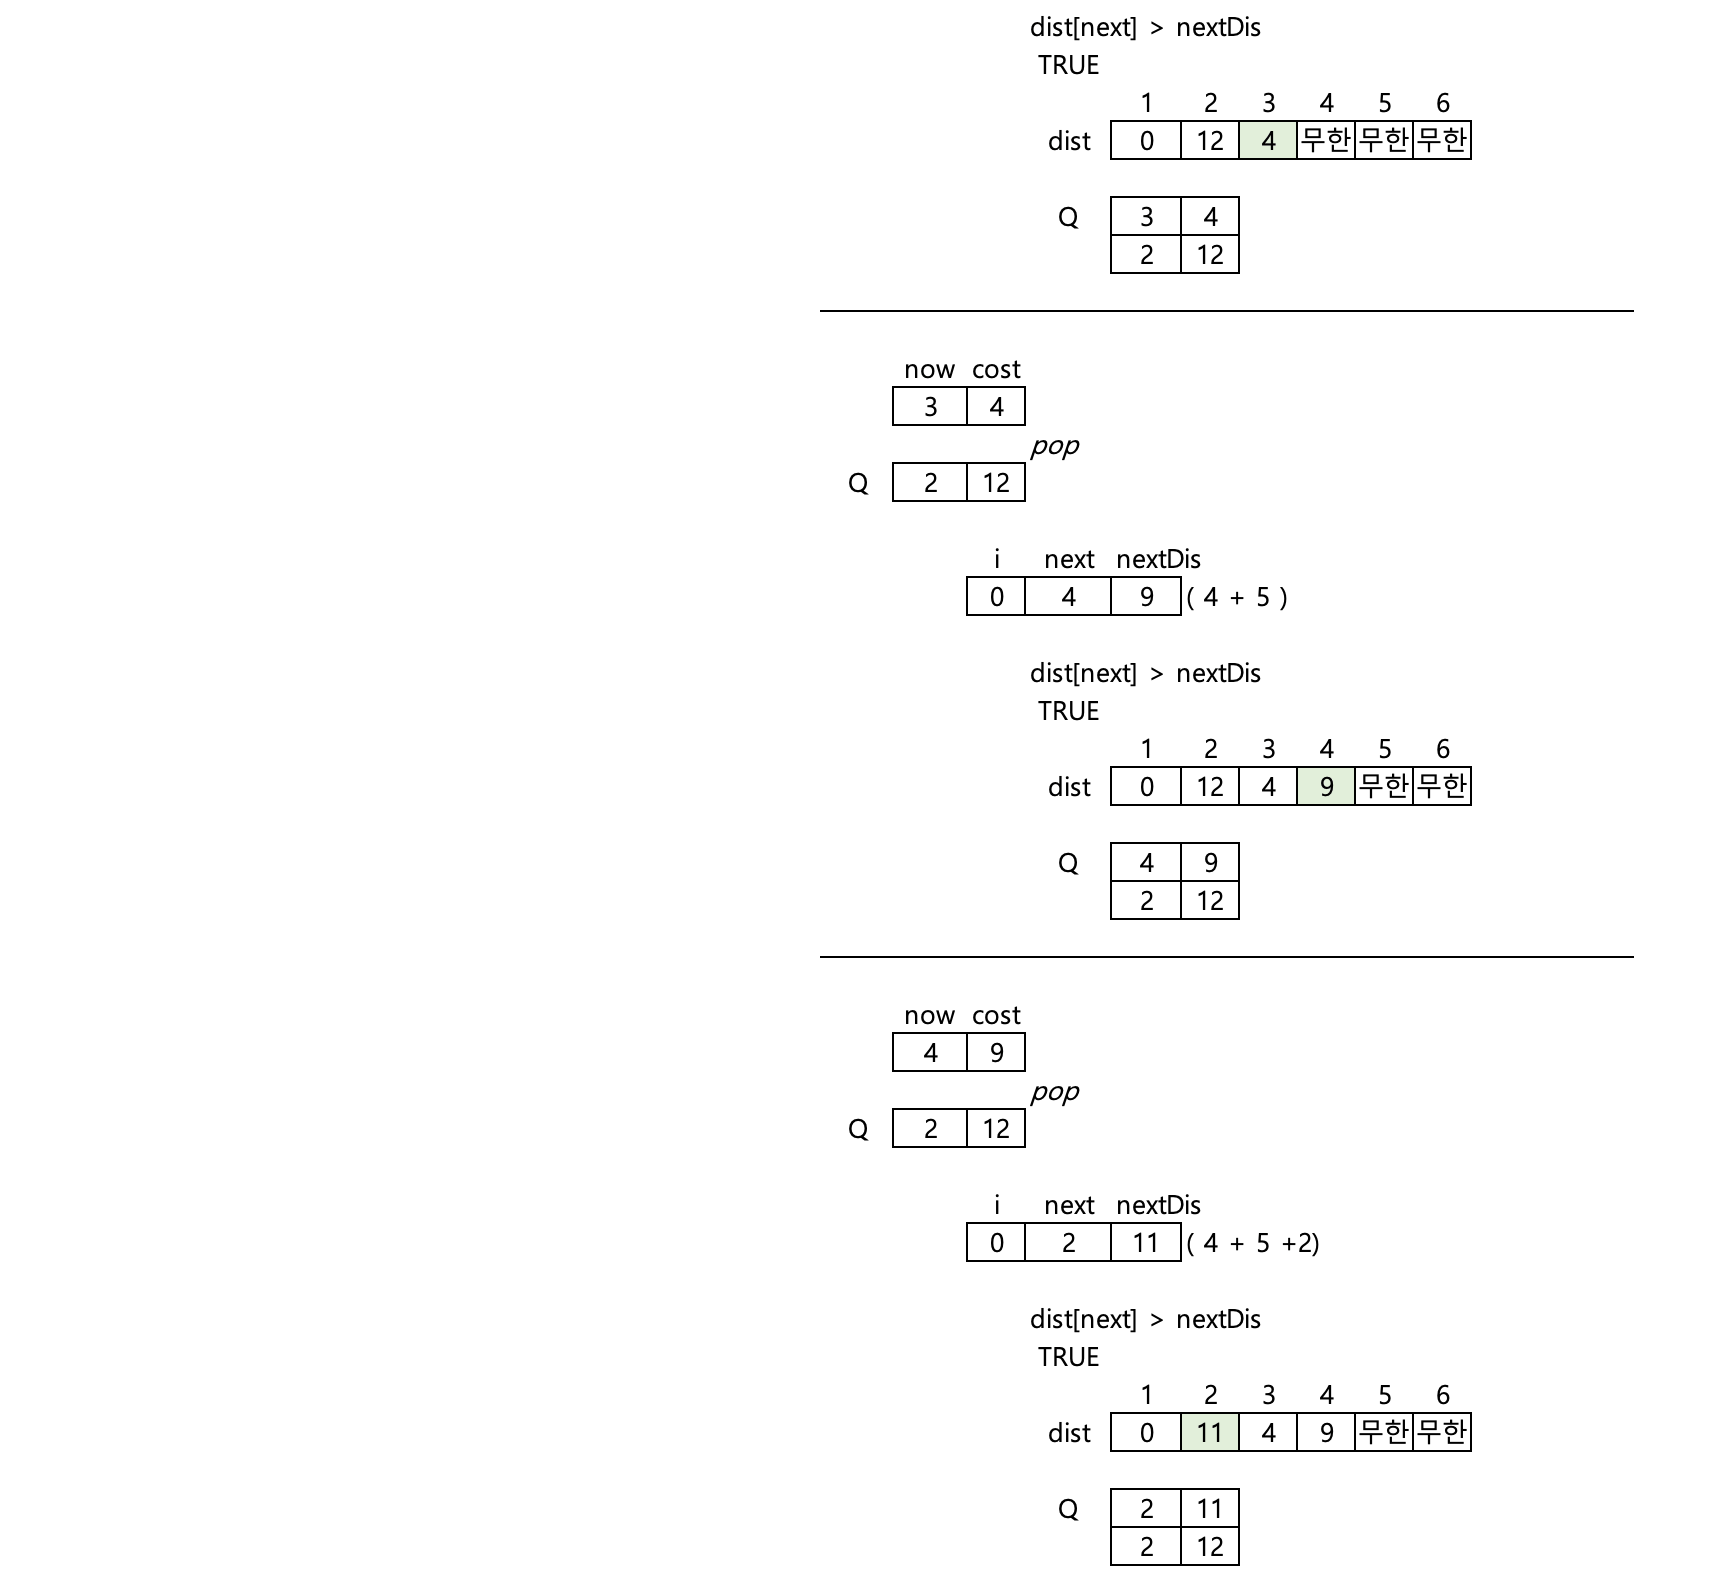 dist[next] > nextDis
TRUE
1 2 3 4 5 6
dist 0 12 4 무한 무한 무한
Q 3 4
2 12
now cost
3 4
pop
Q 2 12
i next nextDis
0 4 9 ( 4 + 5 )
dist[next] > nextDis
TRUE
1 2 3 4 5 6
dist 0 12 4 9 무한 무한
Q 4 9
2 12
now cost
4 9
pop
Q 2 12
i next nextDis
0 2 11 ( 4 + 5 +2)
dist[next] > nextDis
TRUE
1 2 3 4 5 6
dist 0 11 4 9 무한 무한
Q 2 11
2 12